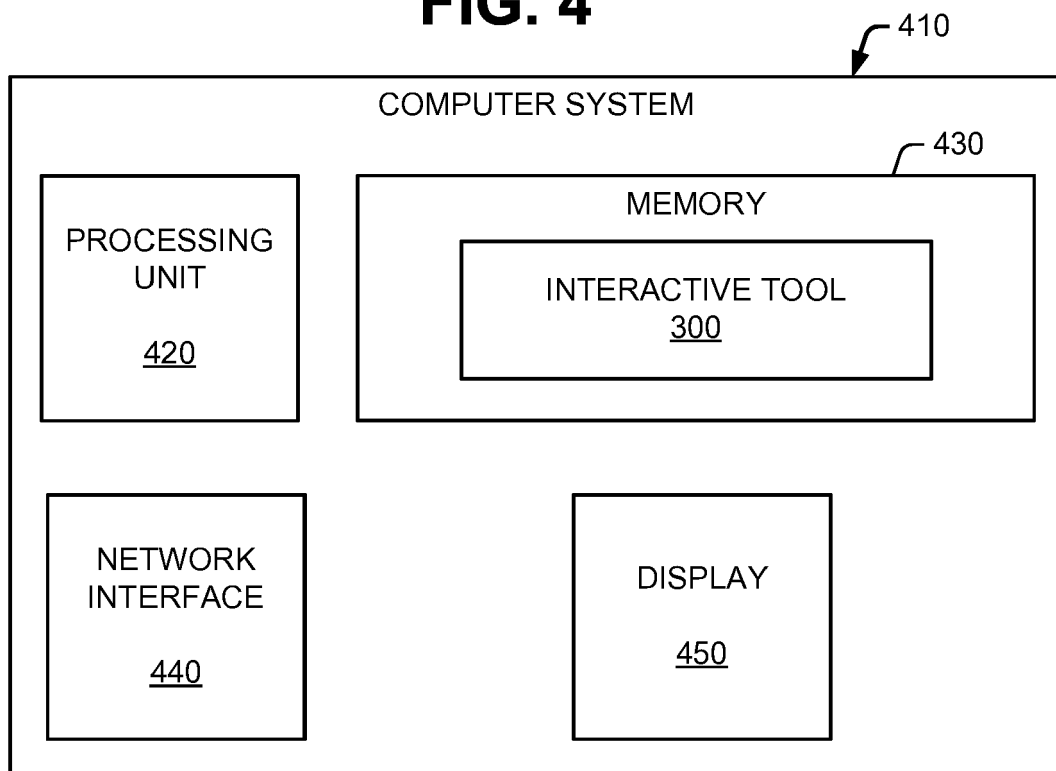 FIG. 4
410
COMPUTER SYSTEM
430
PROCESSING
UNIT
420
MEMORY
INTERACTIVE TOOL
300
NETWORK
INTERFACE
440
DISPLAY
450